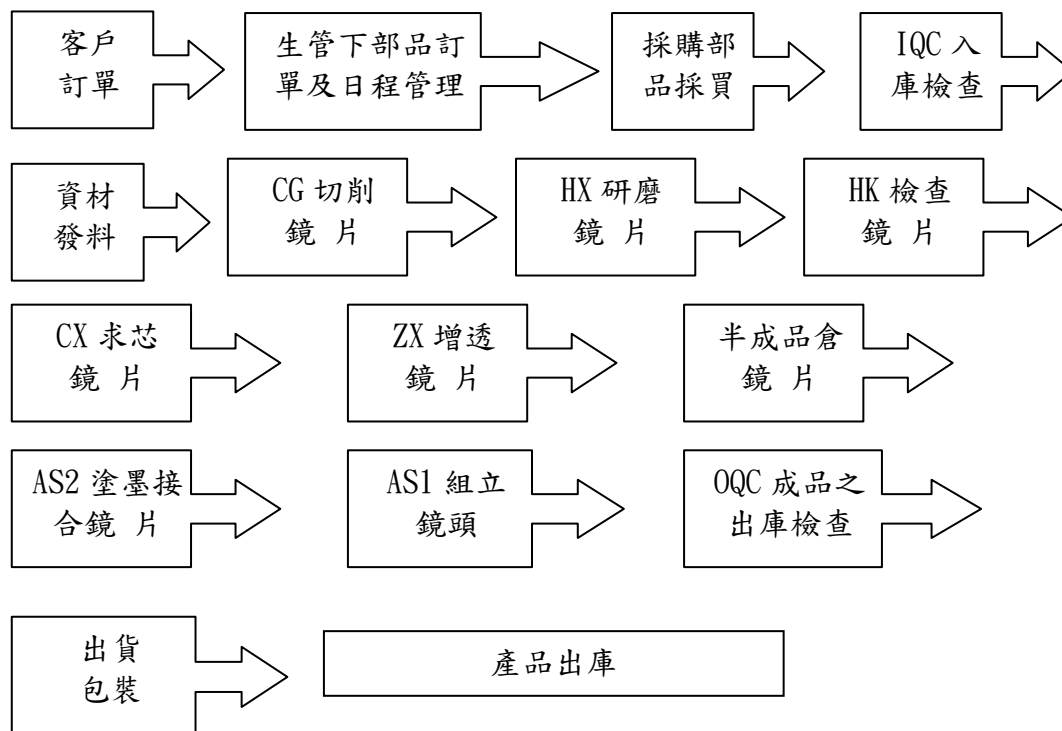 客戶
訂單
生管下部品訂
單及日程管理
採購部
品採買
IQC 入
庫檢查
資材
發料
CG 切削
鏡 片
HX 研磨
鏡 片
HK 檢查
鏡 片
CX 求芯
鏡 片
ZX 增透
鏡 片
半成品倉
鏡 片
AS2 塗墨接
合鏡 片
AS1 組立
鏡頭
OQC 成品之
出庫檢查
出貨
包裝
產品出庫